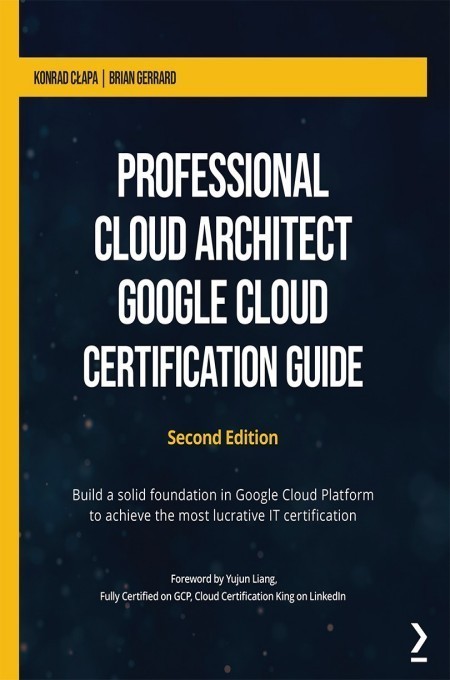 KONRAD CŁAPA | BRIAN GERRARD
PROFESSIONAL
CLOUD ARCHITECT
GOOGLE CLOUD
CERTIFICATION GUIDE
Second Edition
Build a solid foundation in Google Cloud Platform
to achieve the most lucrative IT certification
Foreword by Yujun Liang,
Fully Certified on GCP, Cloud Certification King on LinkedIn